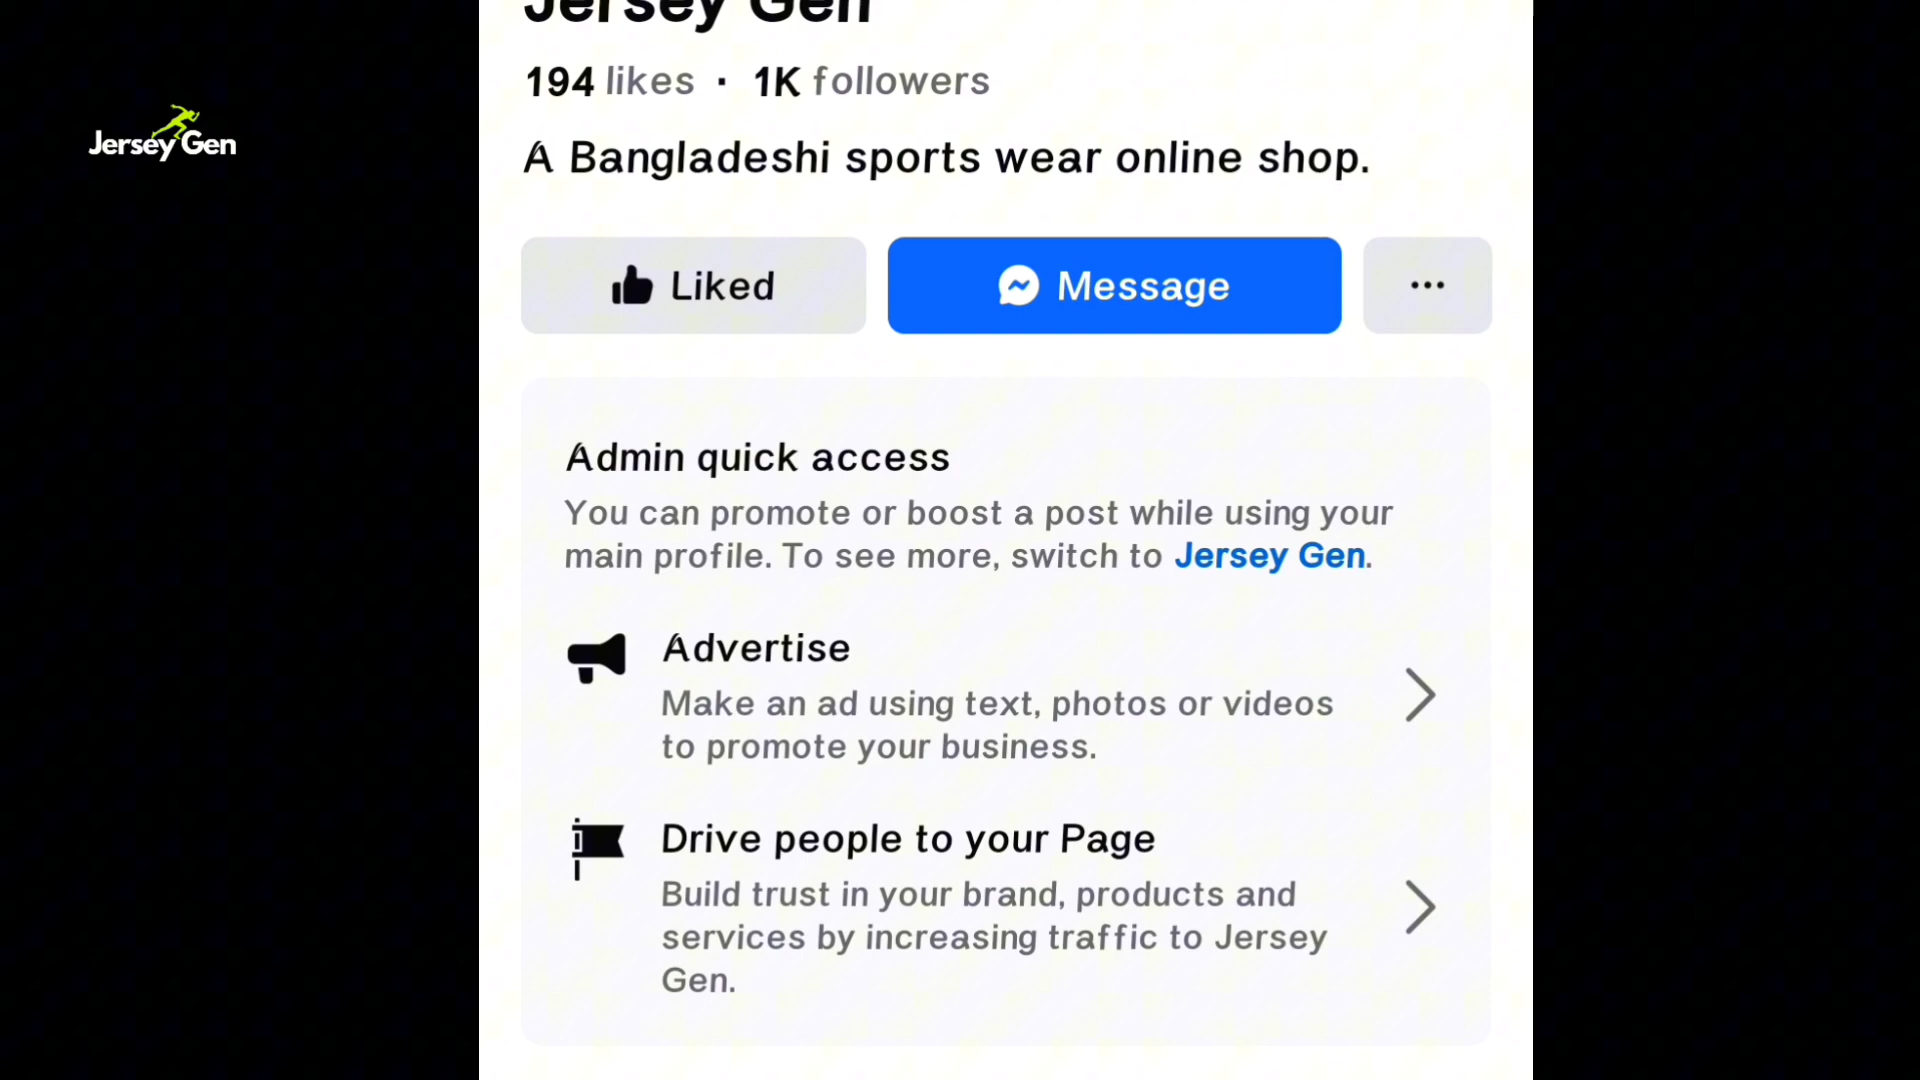 Jersey Gen
194 likes · 1K followers
Jersey Gen
A Bangladeshi sports wear online shop.
Liked
Message
Admin quick access
You can promote or boost a post while using your
main profile. To see more, switch to Jersey Gen.
Advertise
Make an ad using text, photos or videos
to promote your business.
Drive people to your Page
Build trust in your brand, products and
services by increasing traffic to Jersey
Gen.